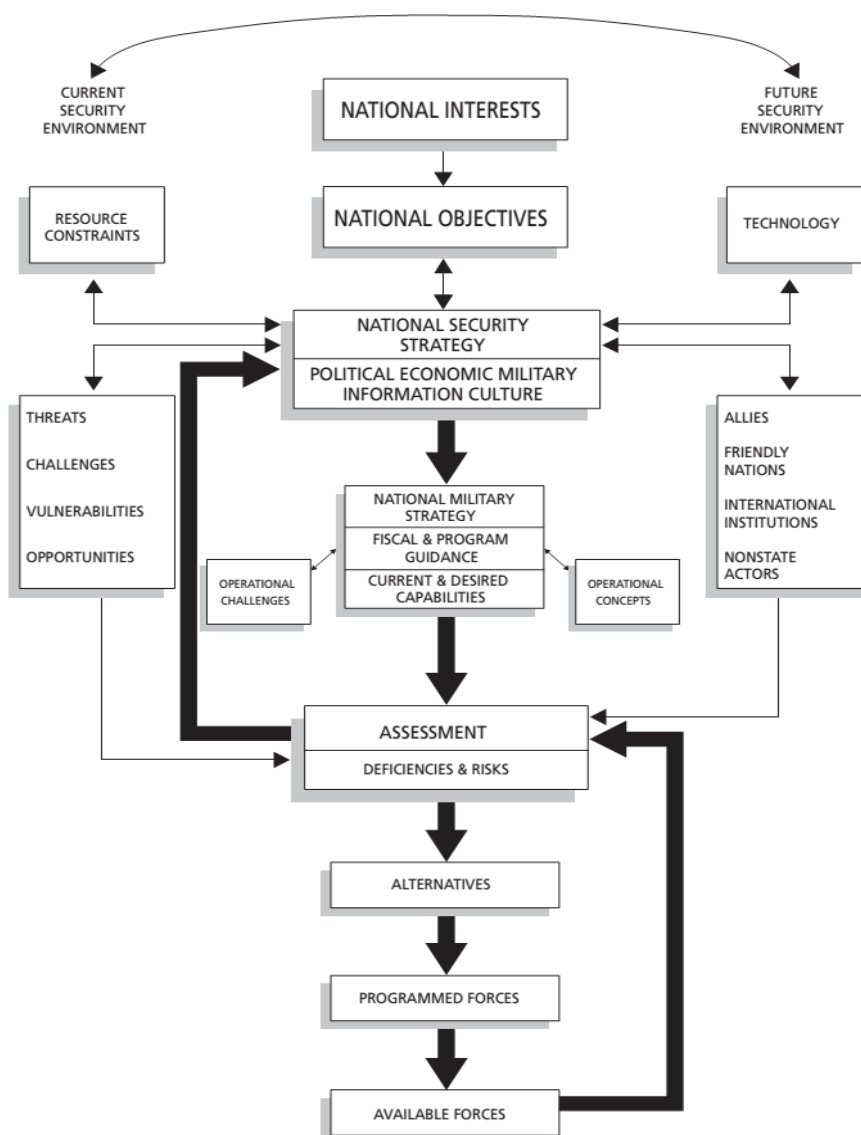 CURRENT
SECURITY
ENVIRONMENT
NATIONAL INTERESTS
FUTURE
SECURITY
ENVIRONMENT
RESOURCE
CONSTRAINTS
NATIONAL OBJECTIVES
TECHNOLOGY
NATIONAL SECURITY
STRATEGY
POLITICAL ECONOMIC MILITARY
INFORMATION CULTURE
THREATS
CHALLENGES
VULNERABILITIES
OPPORTUNITIES
ALLIES
FRIENDLY
NATIONS
INTERNATIONAL
INSTITUTIONS
NONSTATE
ACTORS
NATIONAL MILITARY
STRATEGY
FISCAL & PROGRAM
GUIDANCE
CURRENT & DESIRED
CAPABILITIES
OPERATIONAL
CHALLENGES
OPERATIONAL
CONCEPTS
ASSESSMENT
DEFICIENCIES & RISKS
ALTERNATIVES
PROGRAMMED FORCES
AVAILABLE FORCES